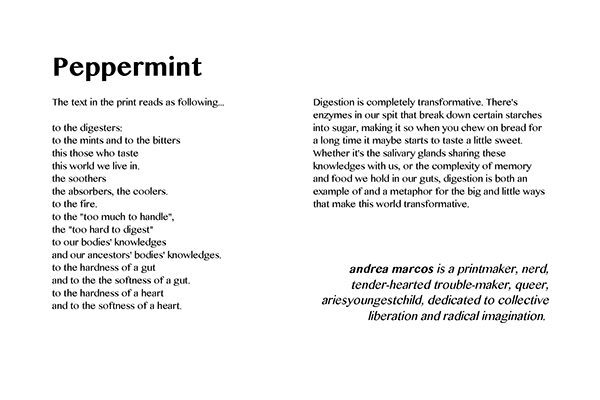 Peppermint
The text in the print reads as following...
to the digesters:
to the mints and to the bitters
this those who taste
this world we live in.
the soothers
the absorbers, the coolers.
to the fire.
to the "too much to handle",
the "too hard to digest"
to our bodies' knowledges
and our ancestors' bodies' knowledges.
to the hardness of a gut
and to the the softness of a gut.
to the hardness of a heart
and to the softness of a heart.
Digestion is completely transformative. There's
enzymes in our spit that break down certain starches
into sugar, making it so when you chew on bread for
a long time it maybe starts to taste a little sweet.
Whether it's the salivary glands sharing these
knowledges with us, or the complexity of memory
and food we hold in our guts, digestion is both an
example of and a metaphor for the big and little ways
that make this world transformative.
andrea marcos is a printmaker, nerd,
tender-hearted trouble-maker, queer,
ariesyoungestchild, dedicated to collective
liberation and radical imagination.